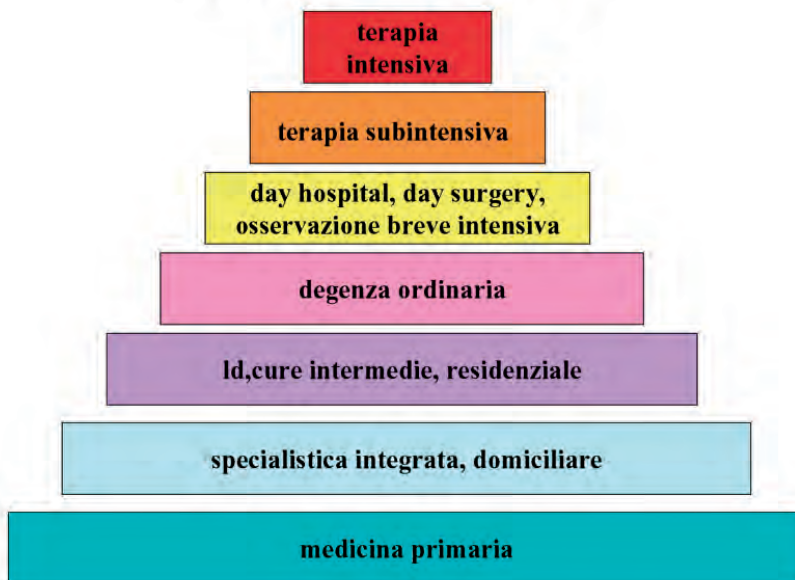 terapia
intensiva
terapia subintensiva
day hospital, day surgery,
osservazione breve intensiva
degenza ordinaria
ld,cure intermedie, residenziale
specialistica integrata, domiciliare
medicina primaria